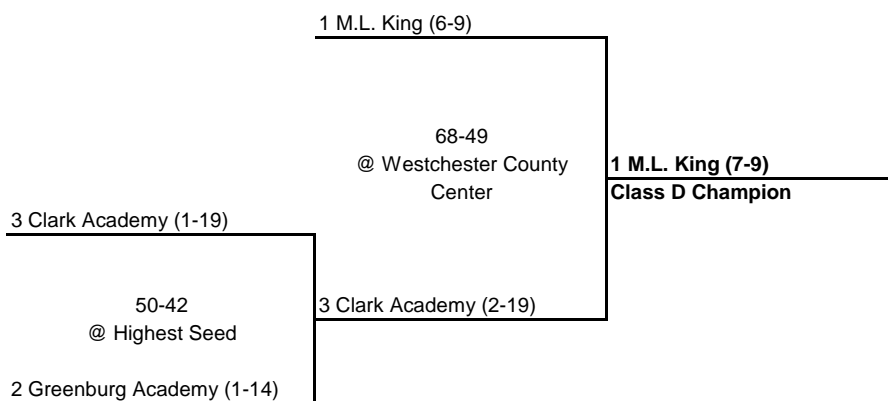 1 M.L. King (6-9)
68-49
@ Westchester County
Center
1 M.L. King (7-9)
Class D Champion
3 Clark Academy (1-19)
50-42
@ Highest Seed
3 Clark Academy (2-19)
2 Greenburg Academy (1-14)